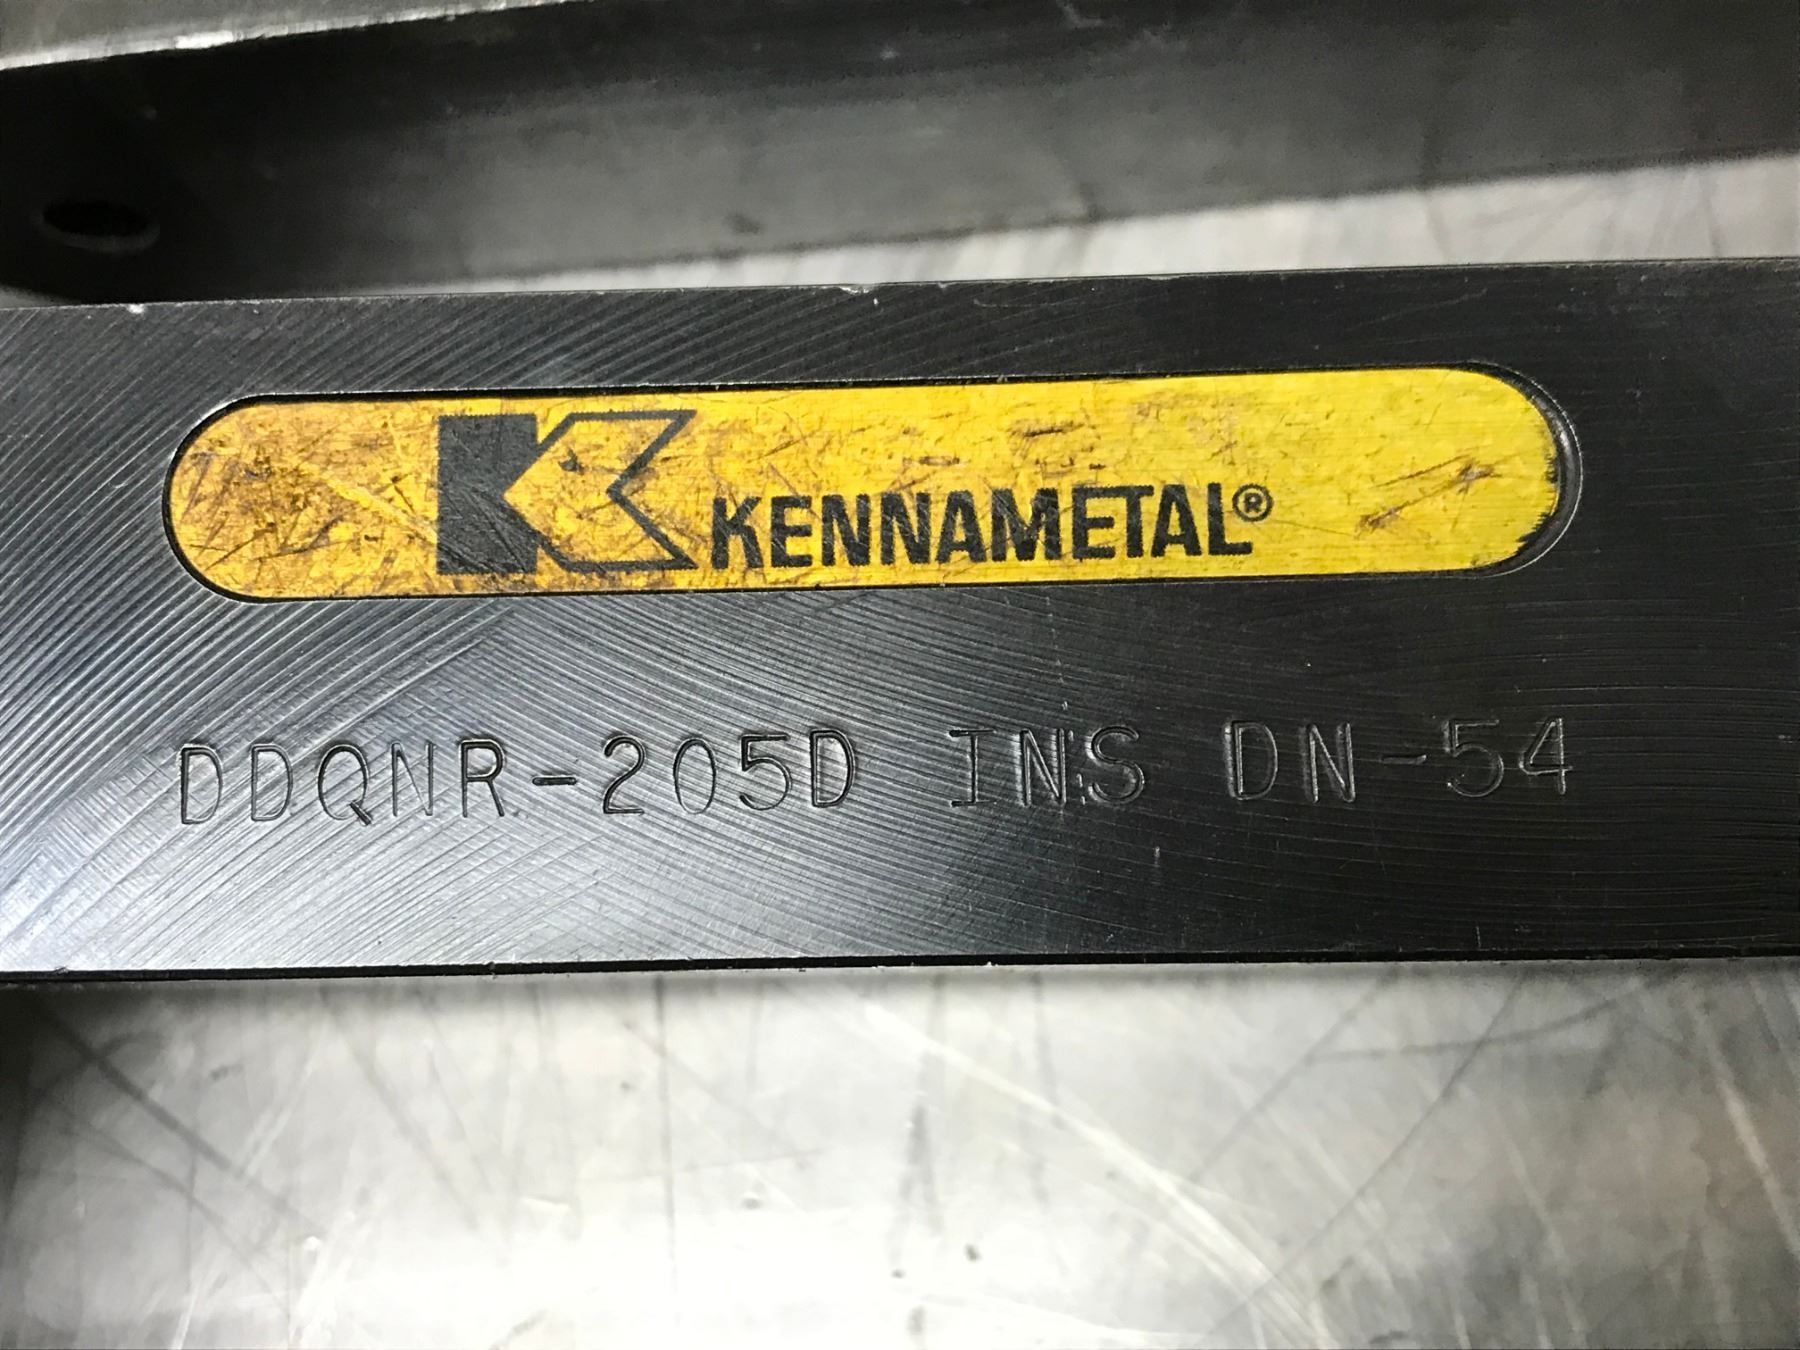 KENNAMETAL®
DDQNR-205D INS DN-54